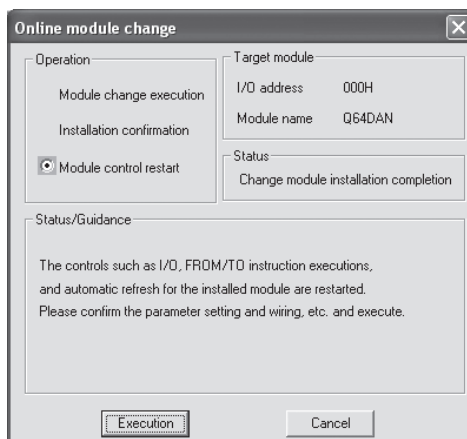 Online module change
Operation
Module change execution
Installation confirmation
Module control restart
Target module
I/O address 000H
Module name Q64DAN
Status
Change module installation completion
Status/Guidance
The controls such as I/O, FROM/TO instruction executions,
and automatic refresh for the installed module are restarted.
Please confirm the parameter setting and wiring, etc. and execute.
Execution Cancel